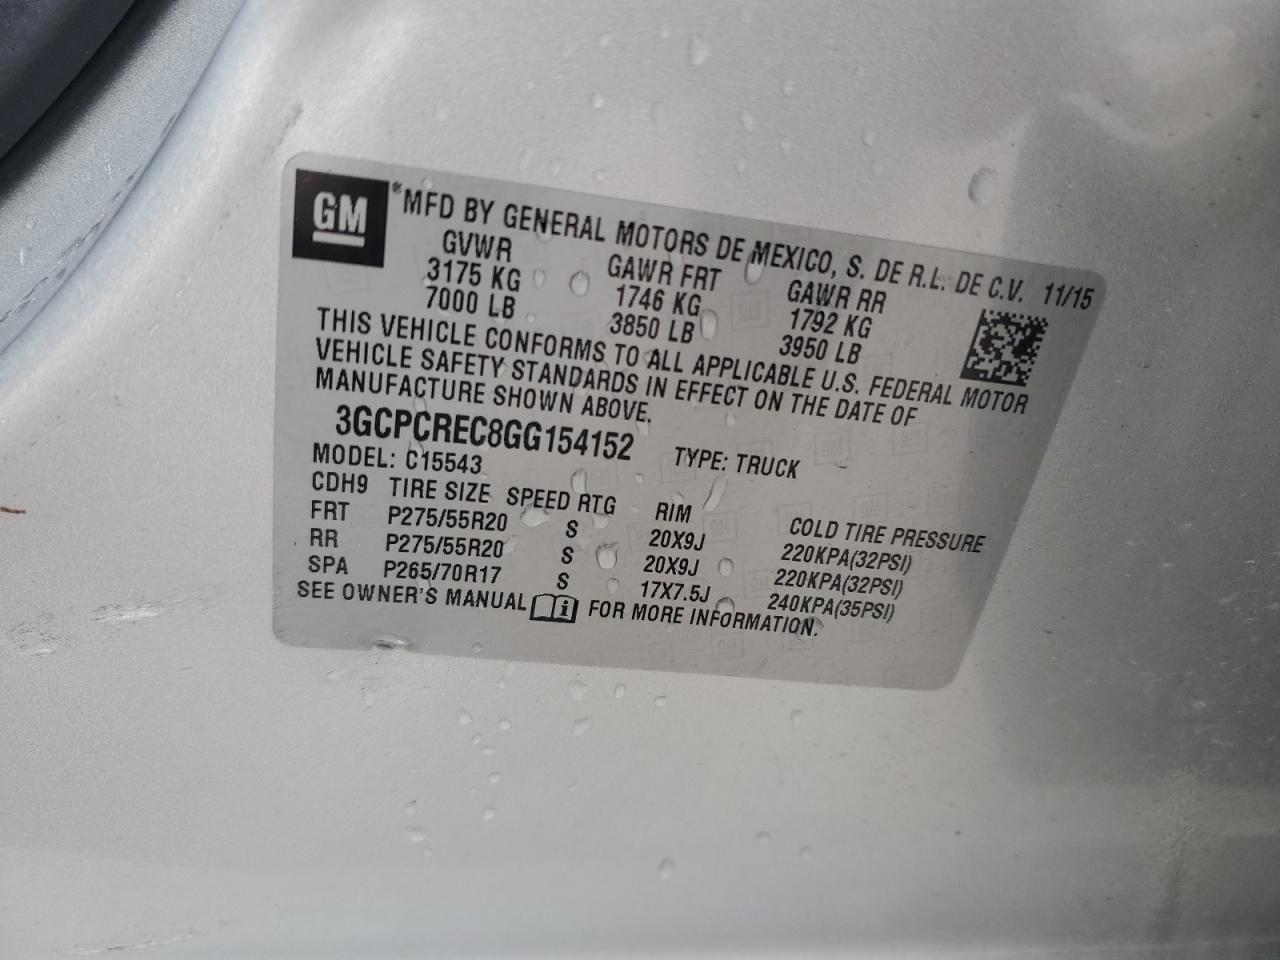 GM ®MFD BY GENERAL MOTORS DE MEXICO, S. DE R.L. DE C.V. 11/15
GVWR GAWR FRT GAWR RR
3175 KG 1746 KG 1792 KG
7000 LB 3850 LB 3950 LB
THIS VEHICLE CONFORMS TO ALL APPLICABLE U.S. FEDERAL MOTOR
VEHICLE SAFETY STANDARDS IN EFFECT ON THE DATE OF
MANUFACTURE SHOWN ABOVE.
3GCPCREC8GG154152 TYPE: TRUCK
MODEL: C15543
CDH9 TIRE SIZE SPEED RTG RIM COLD TIRE PRESSURE
FRT P275/55R20 S 20X9J 220KPA(32PSI)
RR P275/55R20 S 20X9J 220KPA(32PSI)
SPA P265/70R17 S 17X7.5J 240KPA(35PSI)
SEE OWNER'S MANUAL i FOR MORE INFORMATION.